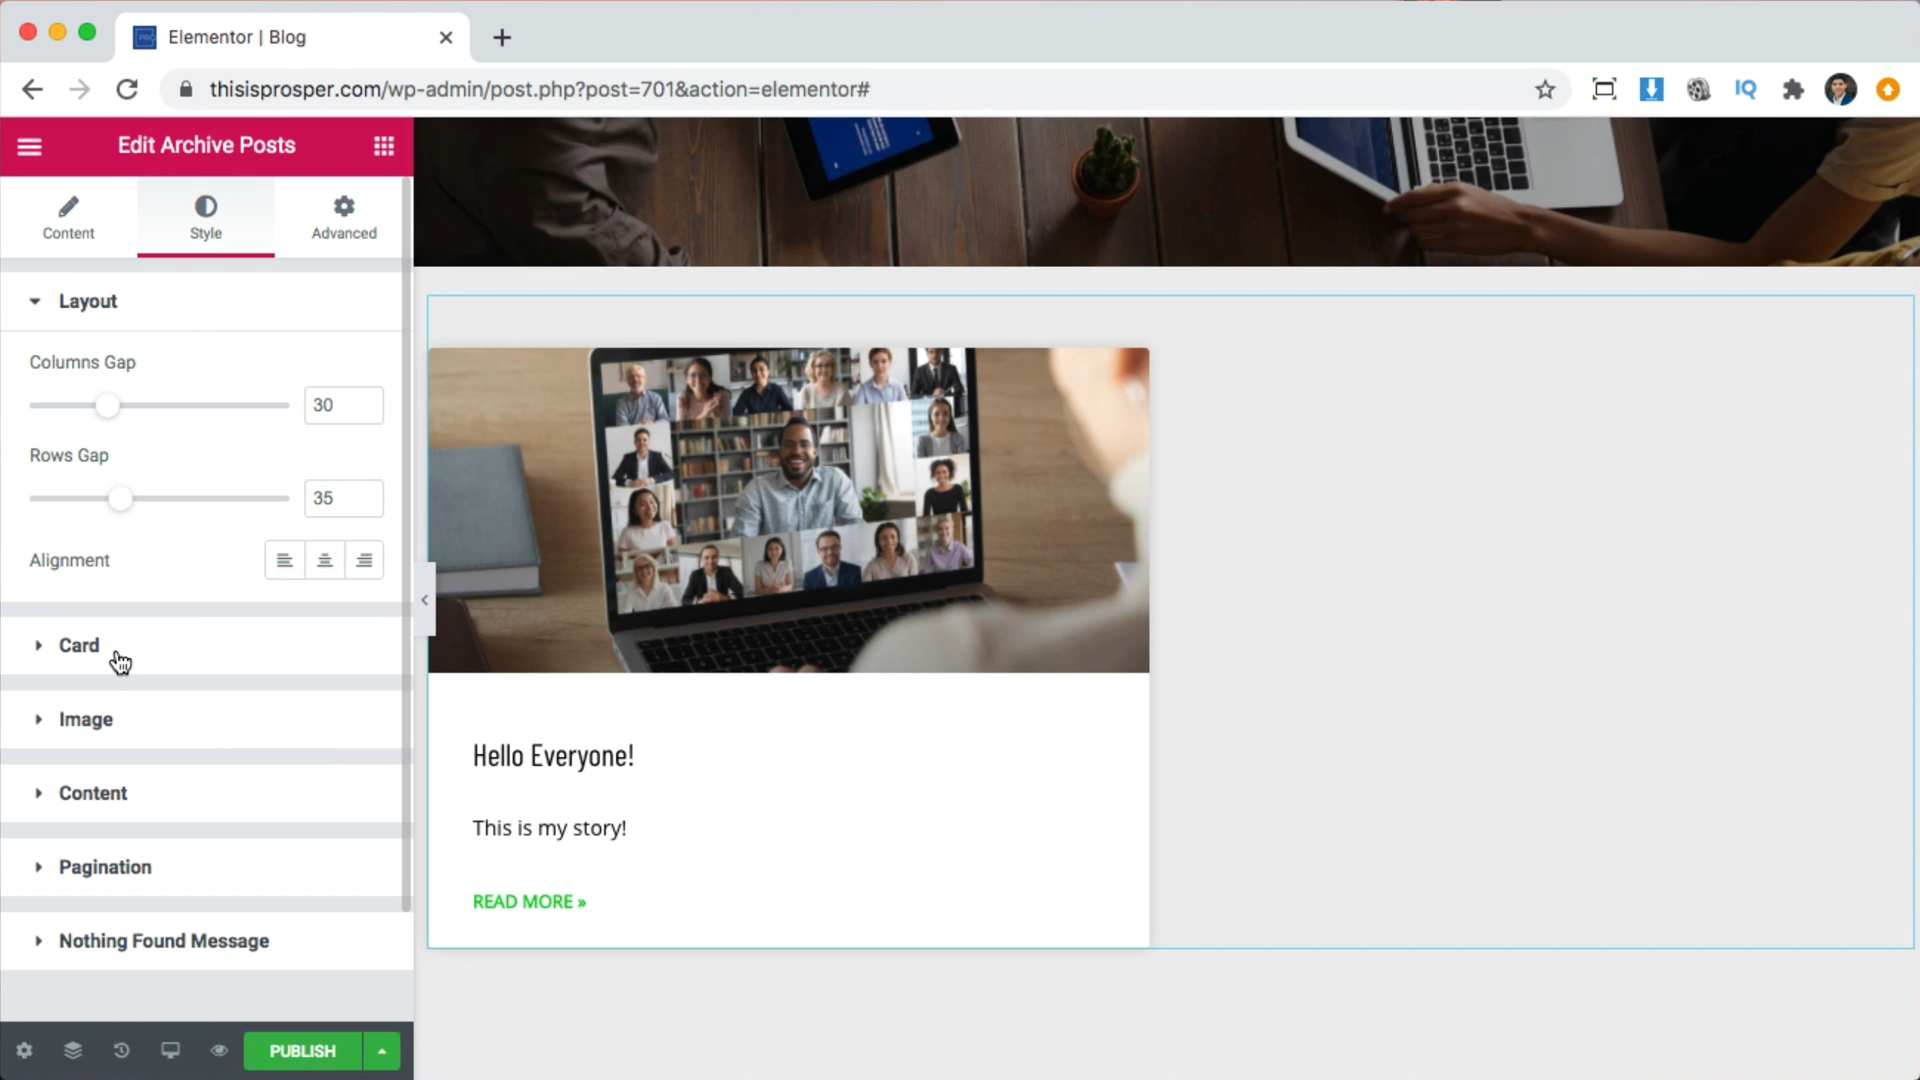 Elementor | Blog
thisisprosper.com/wp-admin/post.php?post=701&action=elementor#
IQ
Edit Archive Posts
Content
Style
Advanced
Layout
Columns Gap
30
Rows Gap
35
Alignment
Card
Image
Content
Pagination
Nothing Found Message
PUBLISH
Hello Everyone!
This is my story!
READ MORE »